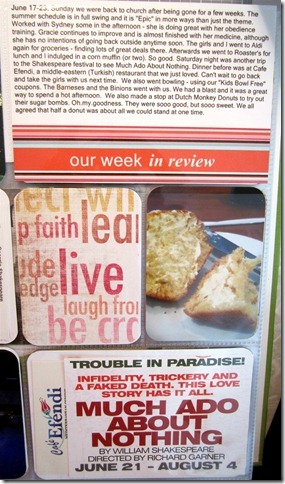 June 17-23. Sunday we were back to church after being gone for a few weeks. The
summer schedule is in full swing and it is "Epic" in more ways than just the theme.
Worked with Sydney some in the afternoon - she is doing great with her obedience
training. Gracie continues to improve and is almost finished with her medicine, although
she has no intentions of going back outside anytime soon. The girls and I went to Aldi
again for groceries - finding lots of great deals there. Afterwards we went to Roaster's for
lunch and I indulged in a corn muffin (or two). So good. Saturday night was another trip
to the Shakespeare festival to see Much Ado About Nothing. Dinner before was at Cafe
Efendi, a middle-eastern (Turkish) restaurant that we just loved. Can't wait to go back
and take the girls with us next time. We also went bowling - using our "Kids Bowl Free"
coupons. The Barneses and the Binions went with us. We had a blast and it was a great
way to spend a hot afternoon. We also made a stop at Dutch Monkey Donuts to try out
their sugar bombs. Oh.my.goodness. They were sooo good, but sooo sweet. We all
agreed that half a donut was about all we could stand at one time.
our week in review
p faith lea
live
laugh from
be cre
café Efendi
TROUBLE IN PARADISE!
INFIDELITY, TRICKERY AND
A FAKED DEATH. THIS LOVE
STORY HAS IT ALL.
MUCH ADO
ABOUT
NOTHING
BY WILLIAM SHAKESPEARE
DIRECTED BY RICHARD GARNER
JUNE 21 - AUGUST 4